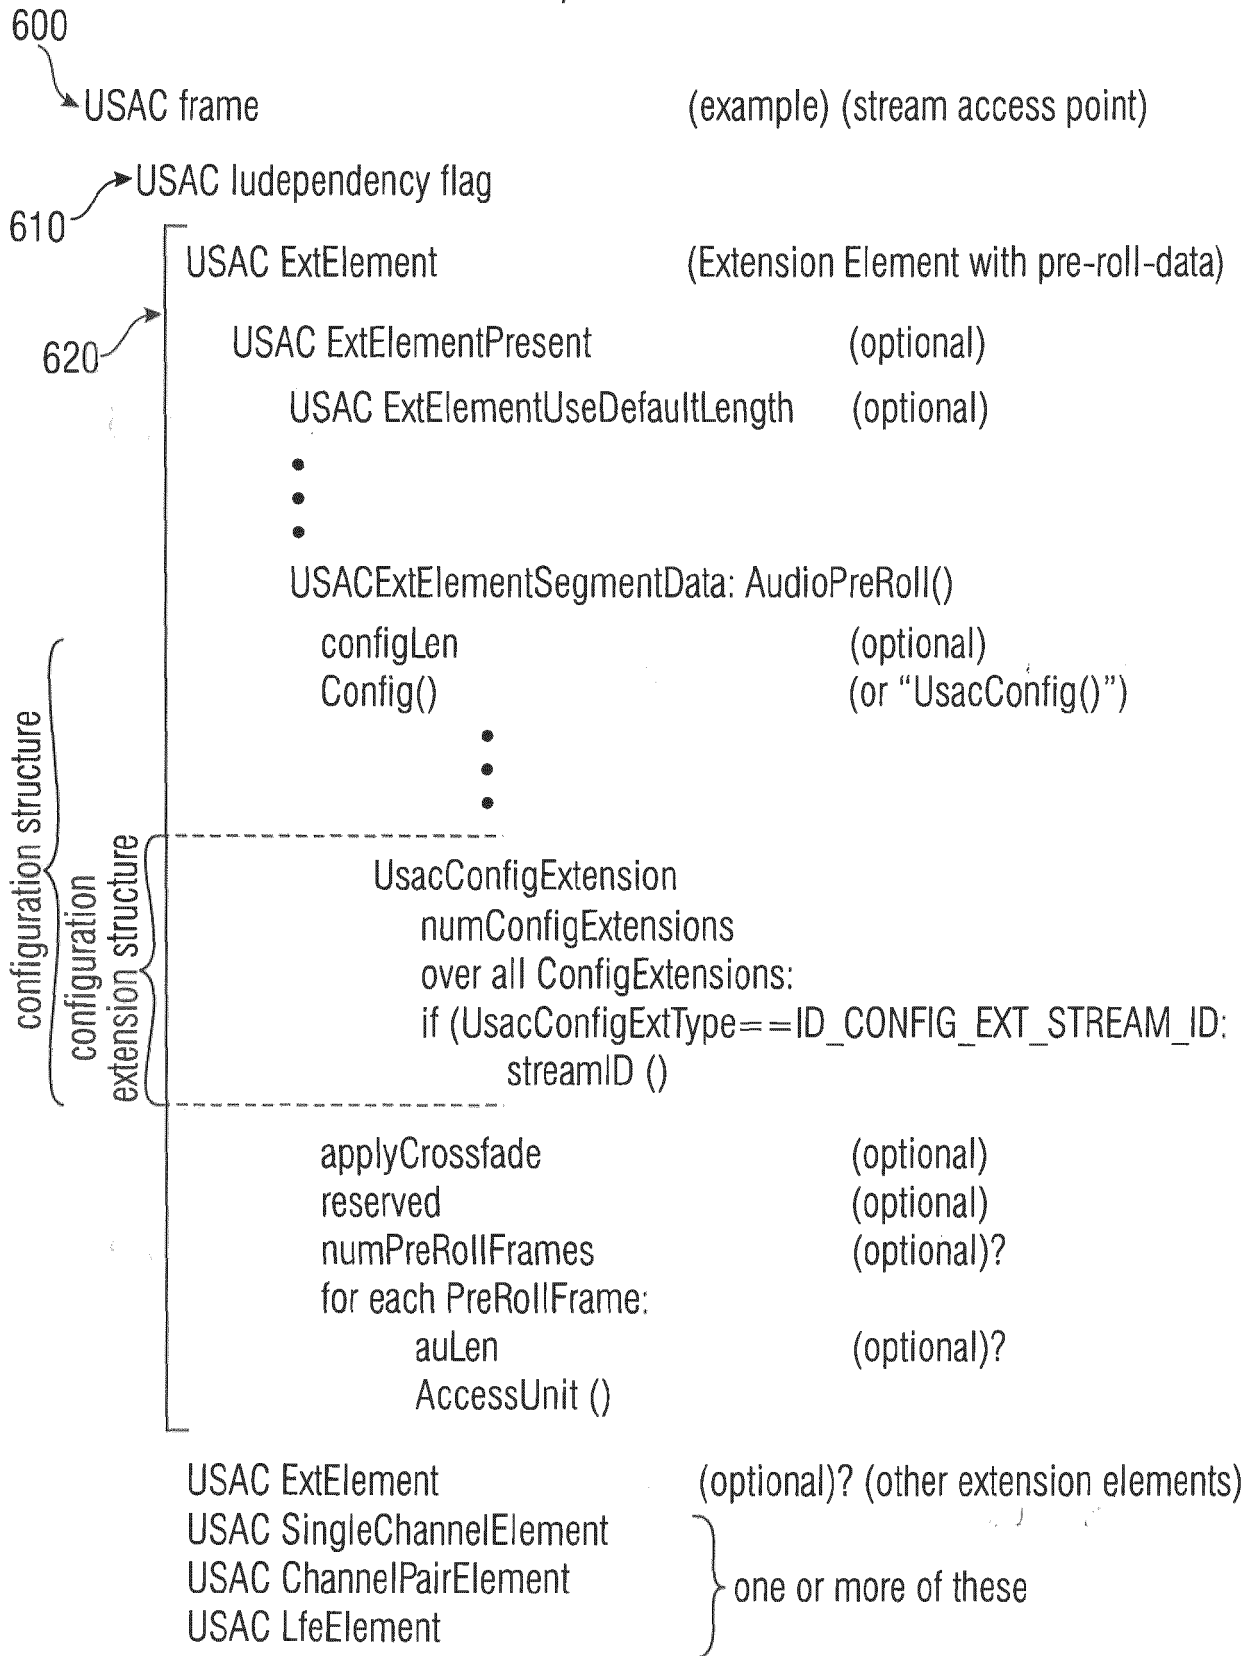 600
USAC frame (example) (stream access point)
USAC Iudependency flag
610
USAC ExtElement (Extension Element with pre-roll-data)
620
USAC ExtElementPresent (optional)
USAC ExtElementUseDefaultLength (optional)
USACExtElementSegmentData: AudioPreRoll()
configLen (optional)
Config() (or “UsacConfig()”)
configuration structure
configuration
extension structure
UsacConfigExtension
numConfigExtensions
over all ConfigExtensions:
if (UsacConfigExtType==ID_CONFIG_EXT_STREAM_ID:
streamID ()
applyCrossfade (optional)
reserved (optional)
numPreRollFrames (optional)?
for each PreRollFrame:
auLen (optional)?
AccessUnit ()
USAC ExtElement (optional)? (other extension elements)
USAC SingleChannelElement
USAC ChannelPairElement
one or more of these
USAC LfeElement